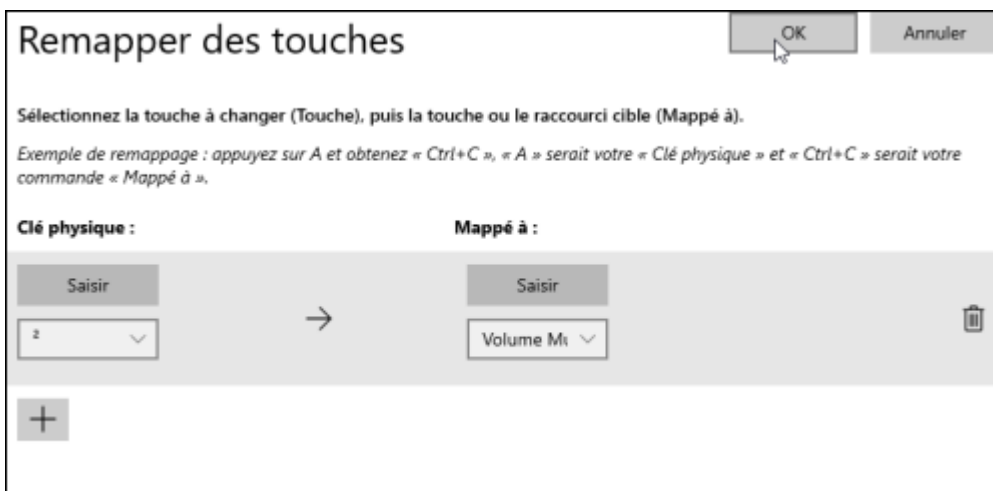 Remapper des touches
OK
Annuler
Sélectionnez la touche à changer (Touche), puis la touche ou le raccourci cible (Mappé à).
Exemple de remappage : appuyez sur A et obtenez « Ctrl+C », « A » serait votre « Clé physique » et « Ctrl+C » serait votre
commande « Mappé à ».
Clé physique :
Mappé à :
Saisir
Saisir
²
Volume Mu